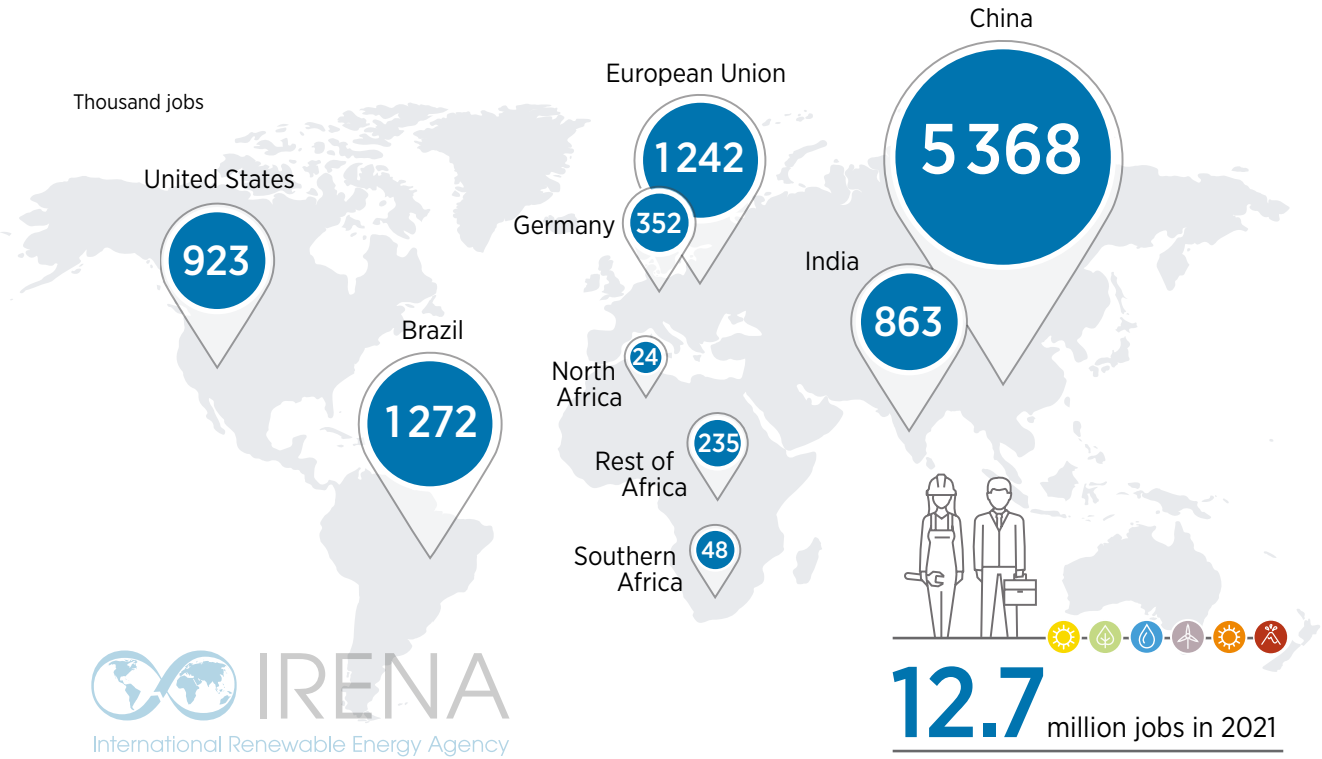 China
European Union
Thousand jobs
5 368
1 242
United States
Germany
352
923
India
863
Brazil
24
North
Africa
1 272
235
Rest of
Africa
48
Southern
Africa
IRENA
International Renewable Energy Agency
12.7 million jobs in 2021